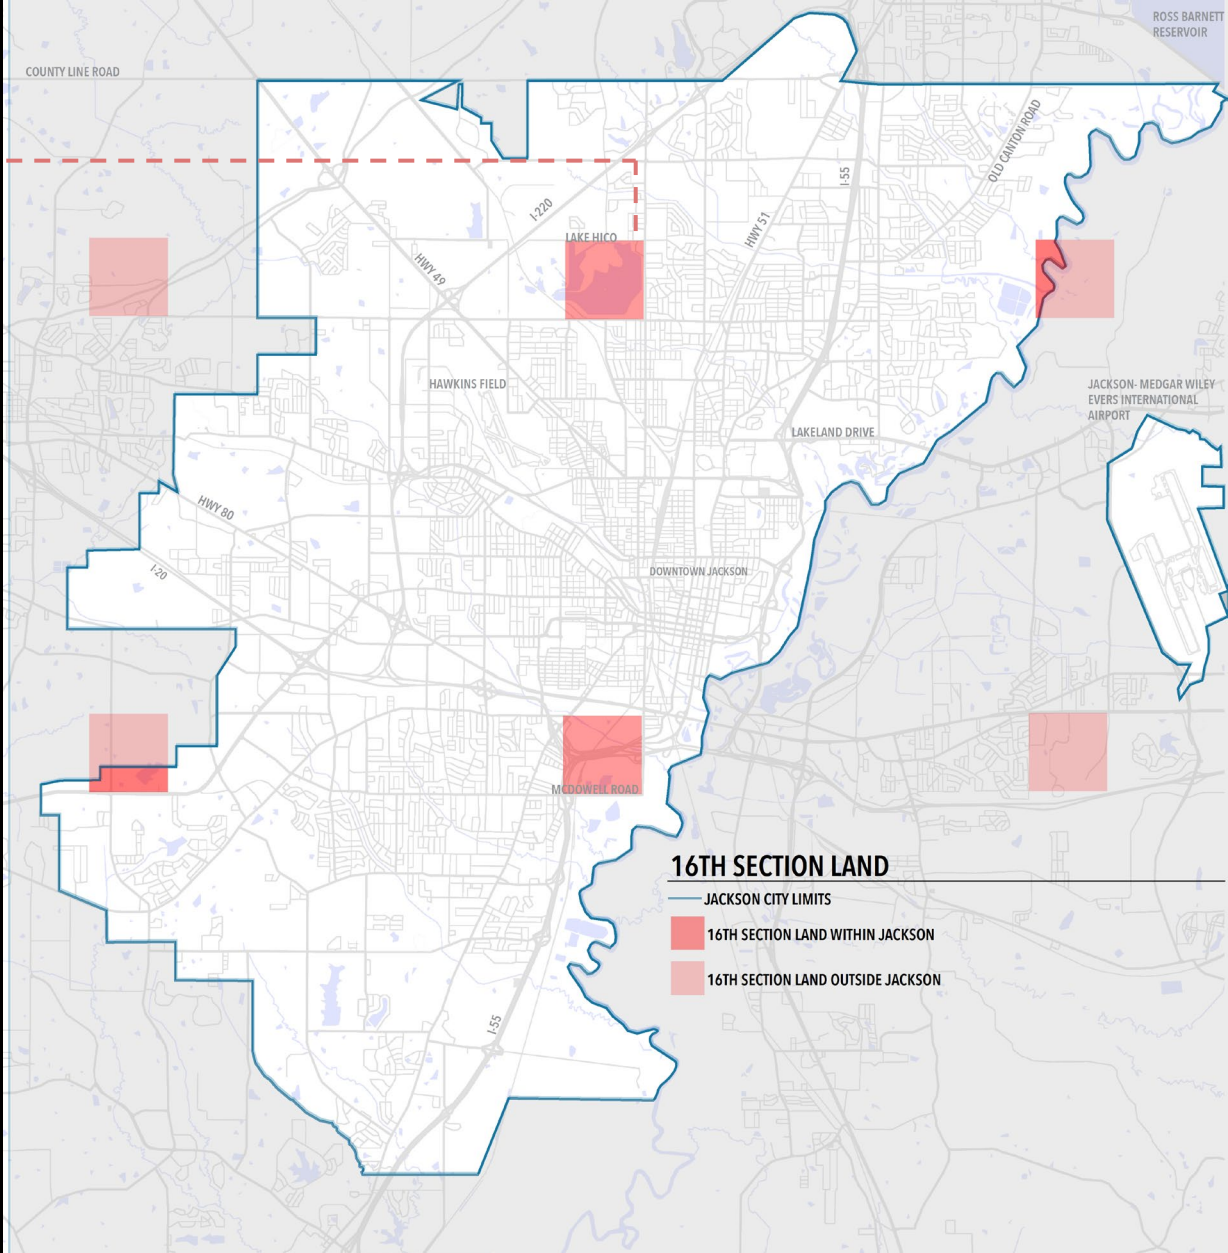 ROSS BARNETT
RESERVOIR
COUNTY LINE ROAD
OLD CANTON ROAD
I-55
I-220
HWY 51
LAKE HICO
HWY 49
HAWKINS FIELD
JACKSON- MEDGAR WILEY
EVERS INTERNATIONAL
AIRPORT
LAKELAND DRIVE
HWY 80
I-20
DOWNTOWN JACKSON
MCDOWELL ROAD
16TH SECTION LAND
JACKSON CITY LIMITS
16TH SECTION LAND WITHIN JACKSON
16TH SECTION LAND OUTSIDE JACKSON
I-55